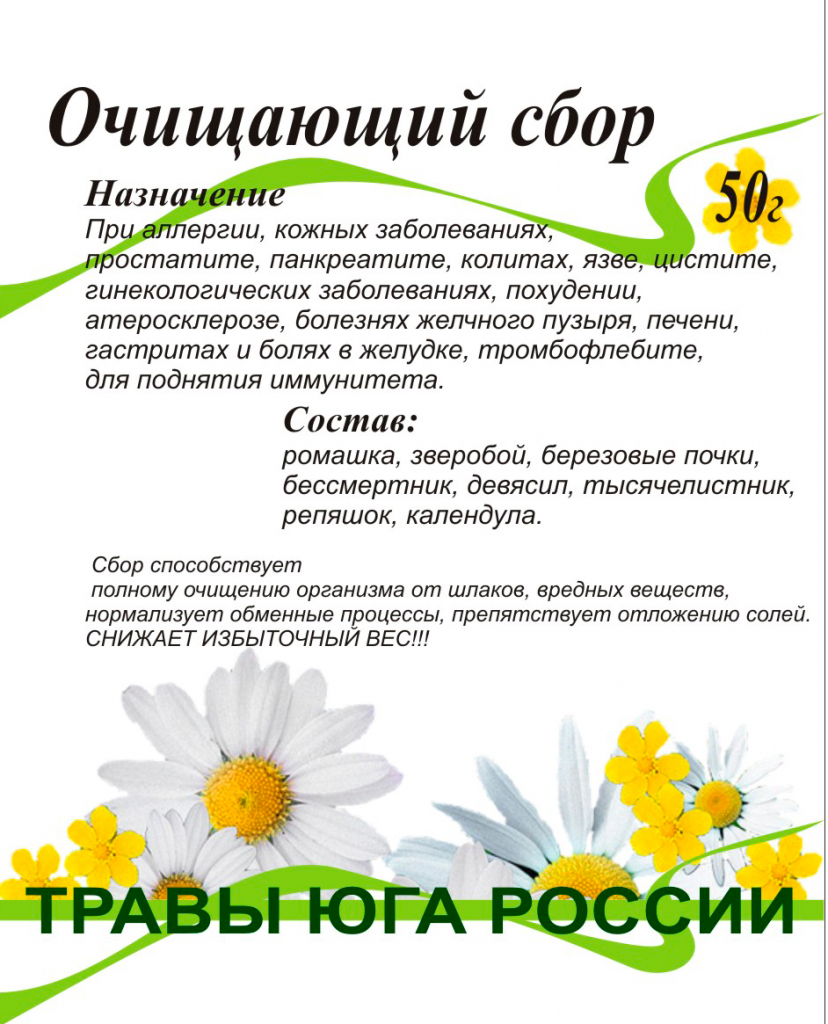 Очищающий сбор
50г
Назначение
При аллергии, кожных заболеваниях,
простатите, панкреатите, колитах, язве, цистите,
гинекологических заболеваниях, похудении,
атеросклерозе, болезнях желчного пузыря, печени,
гастритах и болях в желудке, тромбофлебите,
для поднятия иммунитета.
Состав:
ромашка, зверобой, березовые почки,
бессмертник, девясил, тысячелистник,
репяшок, календула.
Сбор способствует
полному очищению организма от шлаков, вредных веществ,
нормализует обменные процессы, препятствует отложению солей.
СНИЖАЕТ ИЗБЫТОЧНЫЙ ВЕС!!!
ТРАВЫ ЮГА РОССИИ